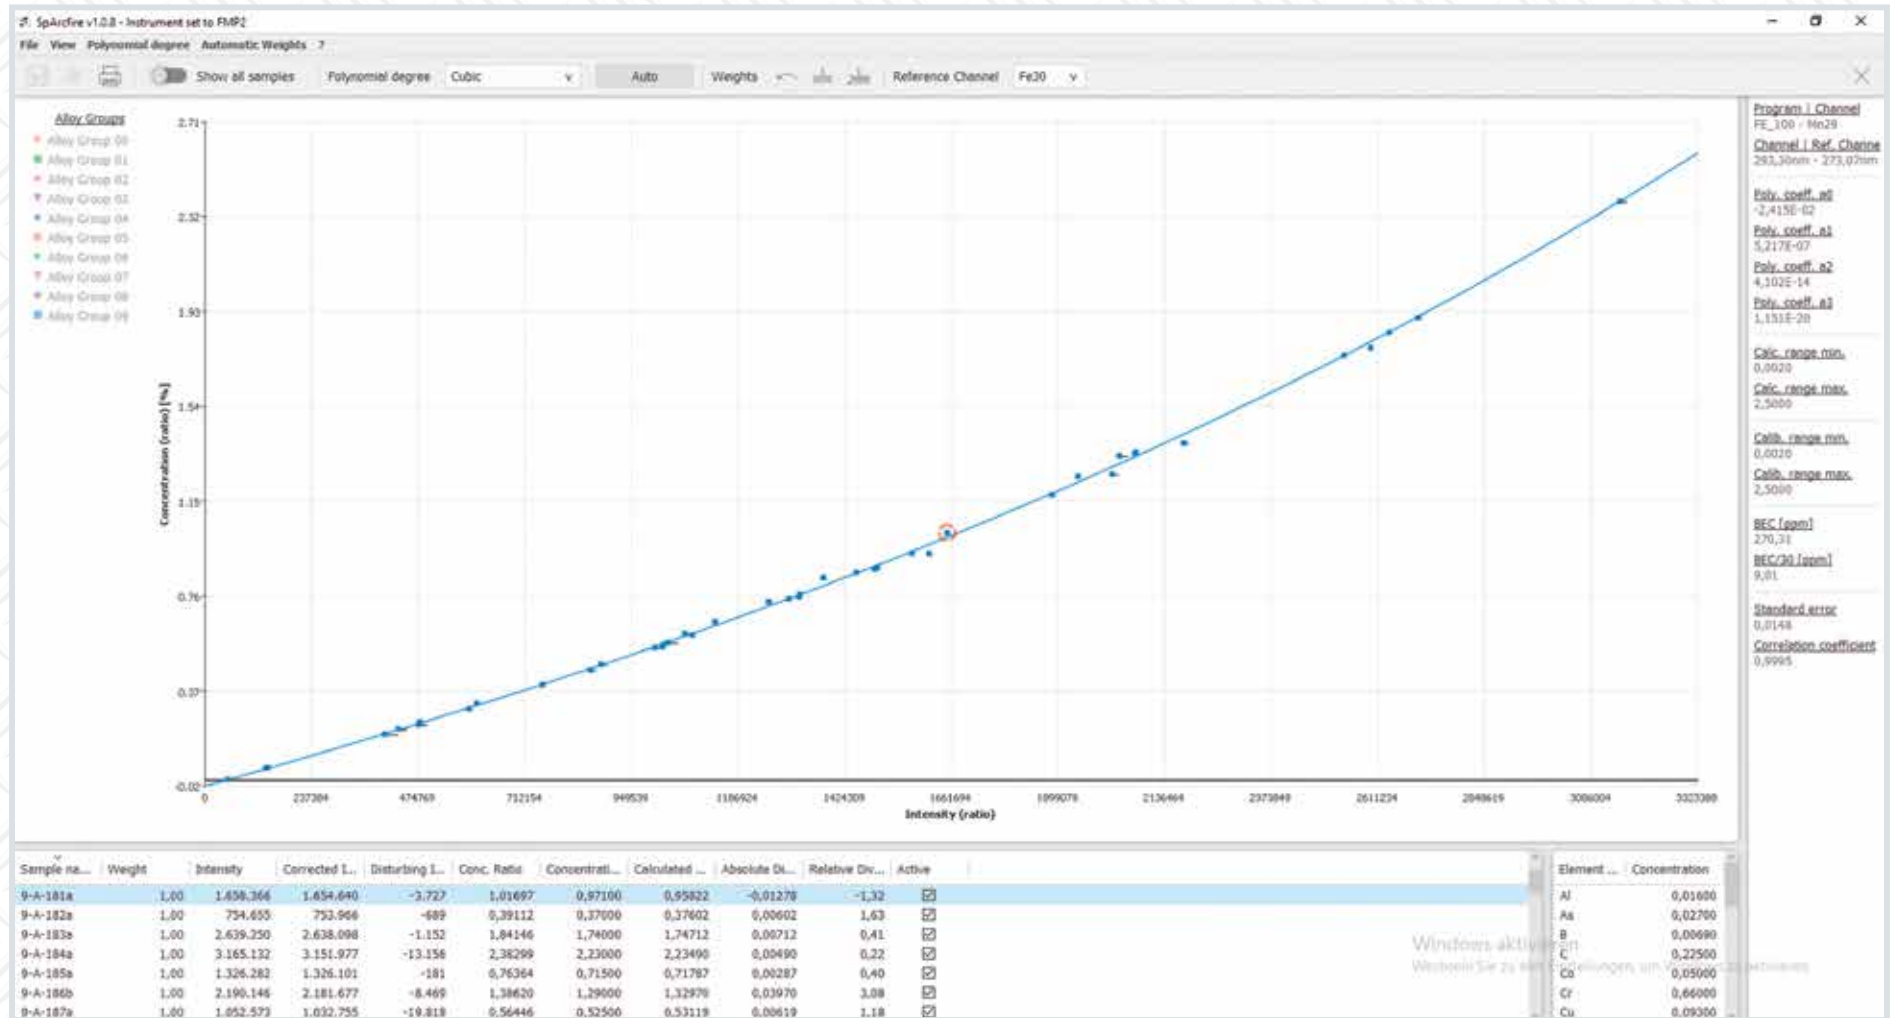 SpArcfire v1.0.8 - Instrument set to FMP2
File View Polynomial degree Automatic Weights ?
Show all samples Polynomial degree Cubic Auto Weights Reference Channel Fe20
Alloy Groups
Alloy Group 00
Alloy Group 01
Alloy Group 02
Alloy Group 03
Alloy Group 04
Alloy Group 05
Alloy Group 06
Alloy Group 07
Alloy Group 08
Alloy Group 09
Concentration (ratio) [%]
2.71
2.32
1.93
1.54
1.15
0.76
0.37
-0.02
0 237384 474769 712154 949539 1186924 1424309 1661694 1899079 2136464 2373849 2611234 2848619 3086004 3323388
Intensity (ratio)
Program | Channel
FE_100 - Mn29
Channel | Ref. Channe
293,30nm - 273,07nm
Poly. coeff. a0
-2,415E-02
Poly. coeff. a1
5,217E-07
Poly. coeff. a2
4,102E-14
Poly. coeff. a3
1,151E-20
Calc. range min.
0,0020
Calc. range max.
2,5000
Calib. range min.
0,0020
Calib. range max.
2,5000
BEC [ppm]
270,31
BEC/30 [ppm]
9,01
Standard error
0,0148
Correlation coefficient
0,9995
Sample na... Weight Intensity Corrected I... Disturbing I... Conc. Ratio Concentrati... Calculated ... Absolute Di... Relative Div... Active
9-A-181a 1,00 1.658.366 1.654.640 -3.727 1,01697 0,97100 0,95822 -0,01278 -1,32
9-A-182a 1,00 754.655 753.966 -689 0,39112 0,37000 0,37602 0,00602 1,63
9-A-183a 1,00 2.639.250 2.638.098 -1.152 1,84146 1,74000 1,74712 0,00712 0,41
9-A-184a 1,00 3.165.132 3.151.977 -13.156 2,38299 2,23000 2,23490 0,00490 0,22
9-A-185a 1,00 1.326.282 1.326.101 -181 0,76364 0,71500 0,71787 0,00287 0,40
9-A-186b 1,00 2.190.146 2.181.677 -8.469 1,38620 1,29000 1,32970 0,03970 3,08
9-A-187a 1,00 1.052.573 1.032.755 -19.818 0,56446 0,52500 0,53119 0,00619 1,18
Element ... Concentration
Al 0,01600
As 0,02700
B 0,00690
C 0,22500
Co 0,05900
Cr 0,66000
Cu 0,09300
Windows aktivieren
Wechseln Sie zu den Einstellungen, um Windows zu aktivieren.